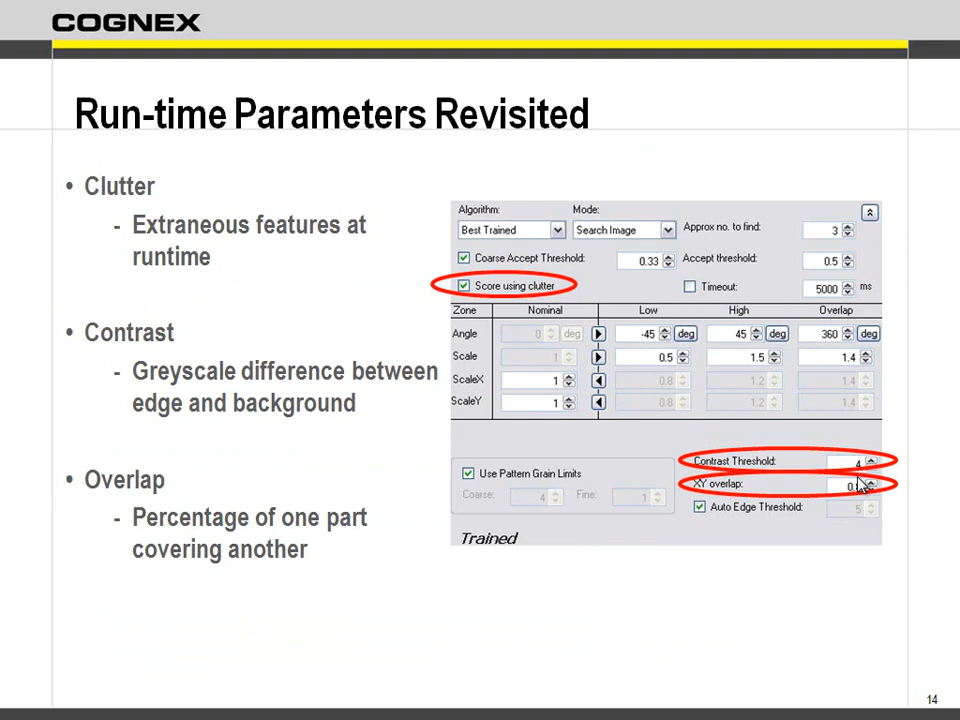 COGNEX
Run-time Parameters Revisited
• Clutter
- Extraneous features at
runtime
• Contrast
- Greyscale difference between
edge and background
• Overlap
- Percentage of one part
covering another
Algorithm: Mode:
Best Trained Search Image Approx no. to find: 3
Coarse Accept Threshold: 0.33 Accept threshold: 0.5
Score using clutter Timeout: 5000 ms
Zone Nominal Low High Overlap
Angle 0 deg -45 deg 45 deg 360 deg
Scale 1 0.5 1.5 1.4
ScaleX 1 0.8 1.2 1.4
ScaleY 1 0.8 1.2 1.4
Contrast Threshold: 4
Use Pattern Grain Limits XY overlap:
Coarse: 4 Fine: 1 Auto Edge Threshold: 5
Trained
14